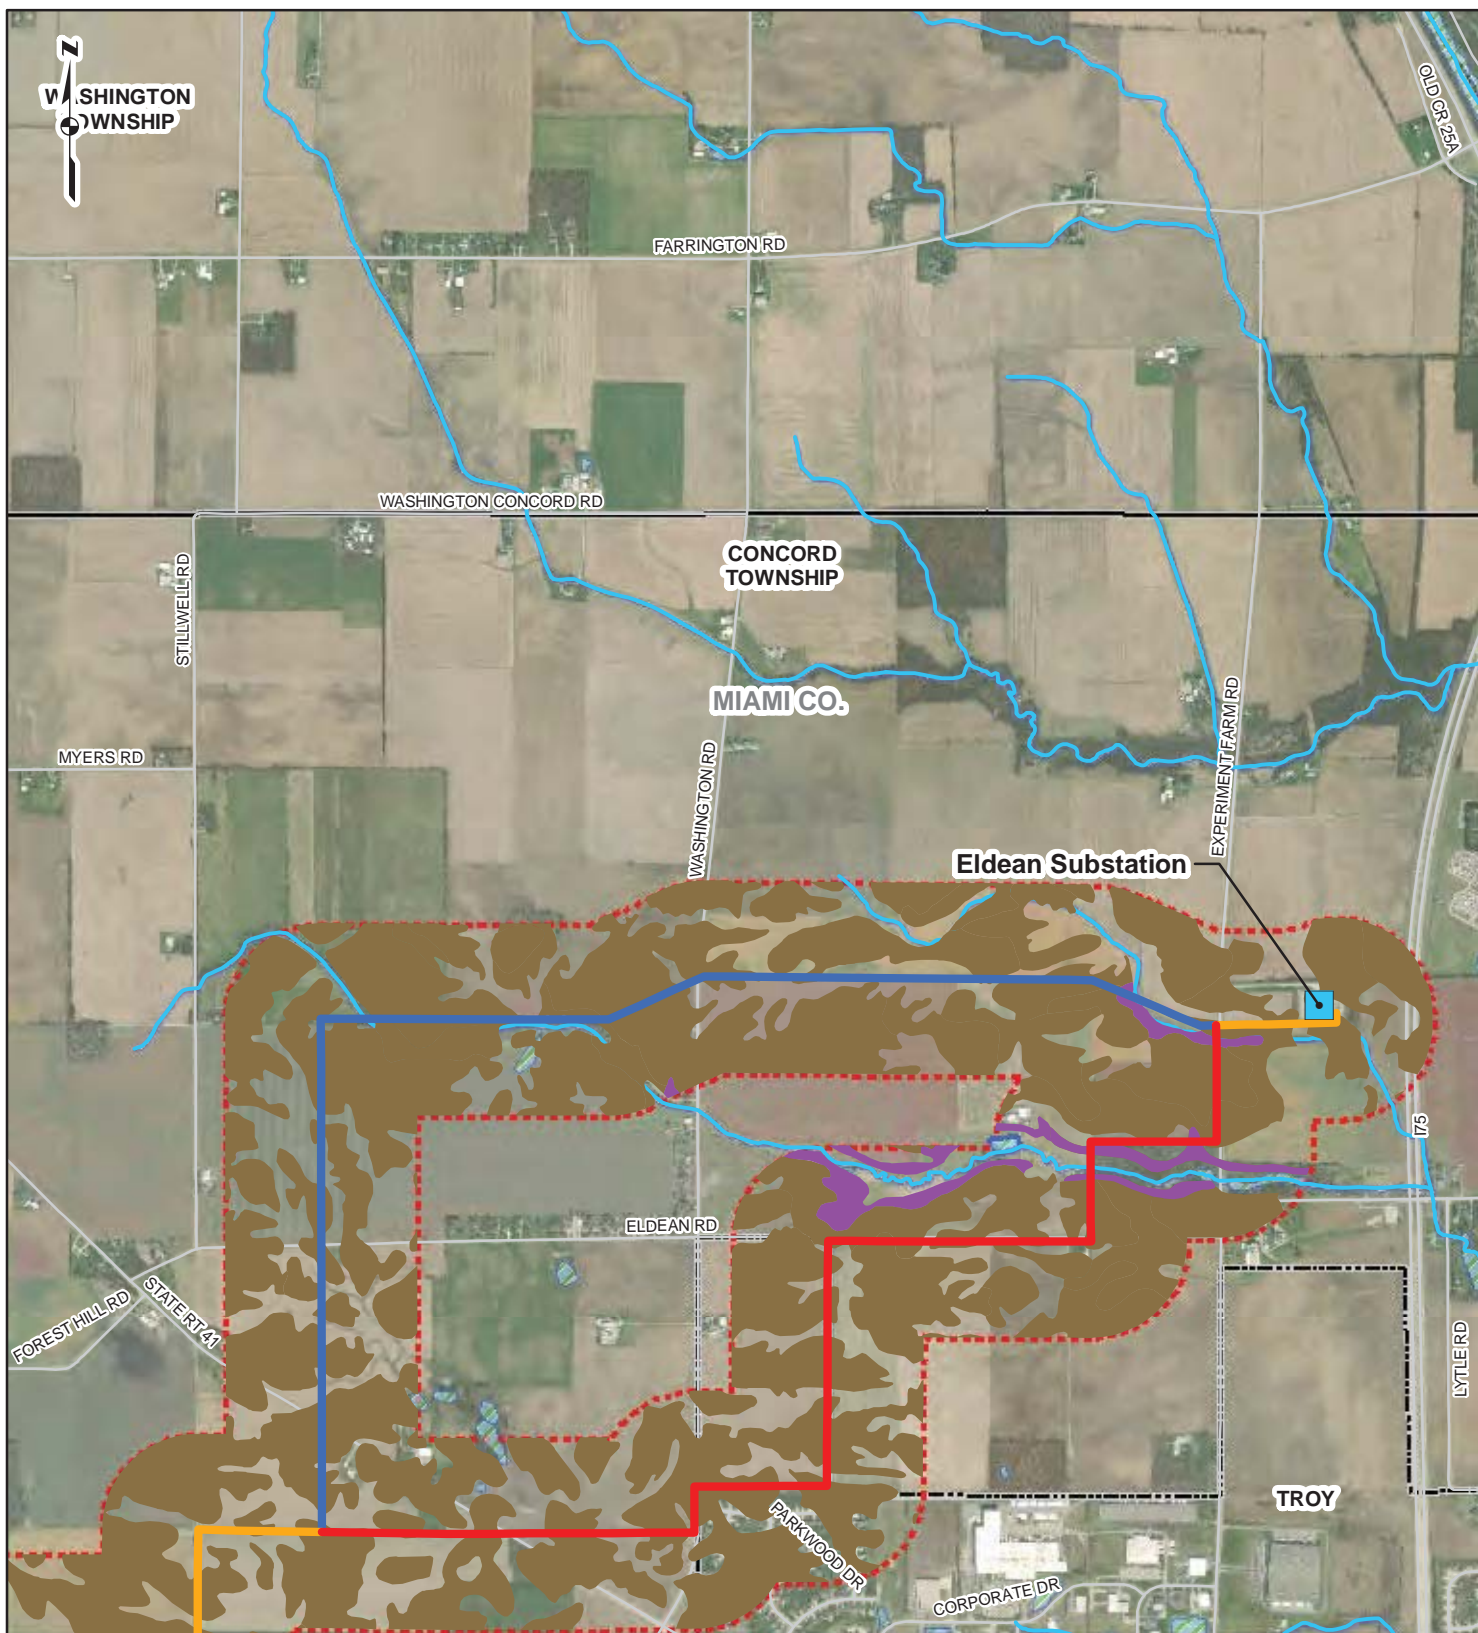 N
WASHINGTON
TOWNSHIP
OLD CR 25A
FARRINGTON RD
WASHINGTON CONCORD RD
CONCORD
TOWNSHIP
STILLWELL RD
MIAMI CO.
EXPERIMENT FARM RD
MYERS RD
WASHINGTON RD
Eldean Substation
I75
ELDEAN RD
FOREST HILL RD
STATE RT 41
LYTLE RD
TROY
PARKWOOD DR
CORPORATE DR